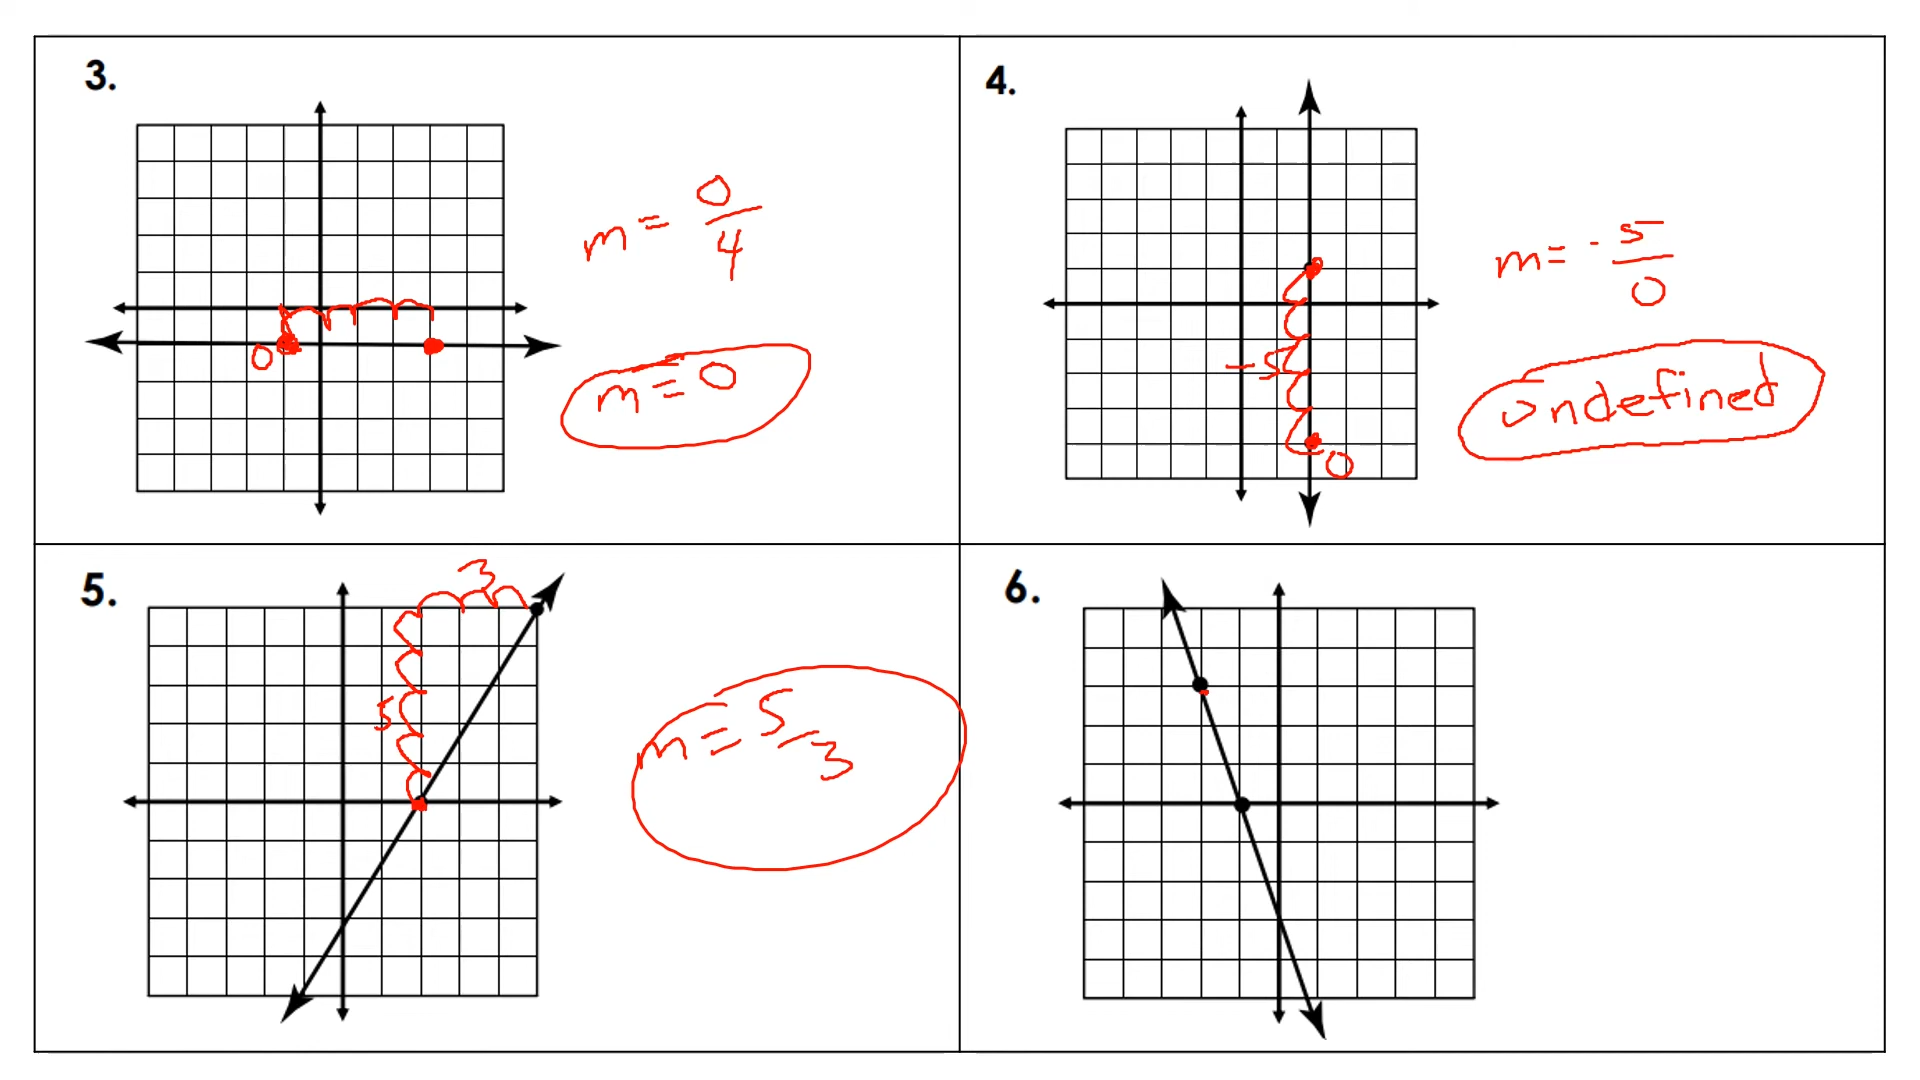 3.
m = 0/4
0
m = 0
4.
m = -5/0
-5
undefined
0
5.
3
5
m = 5/3
6.